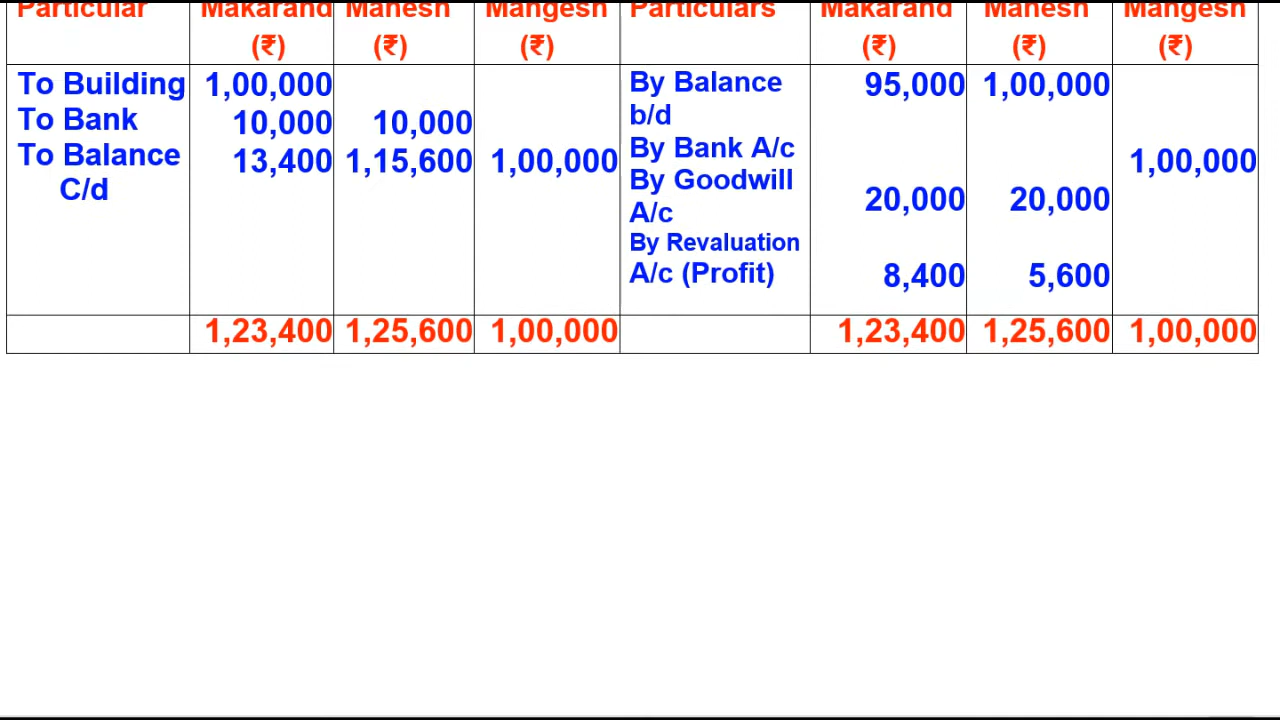 Particular Makarand Mahesh Mangesh Particulars Makarand Mahesh Mangesh
(₹) (₹) (₹) (₹) (₹) (₹)
To Building 1,00,000 By Balance 95,000 1,00,000
b/d
To Bank 10,000 10,000 By Bank A/c 1,00,000
To Balance 13,400 1,15,600 1,00,000 By Goodwill 20,000 20,000
C/d A/c
By Revaluation
A/c (Profit) 8,400 5,600
1,23,400 1,25,600 1,00,000 1,23,400 1,25,600 1,00,000